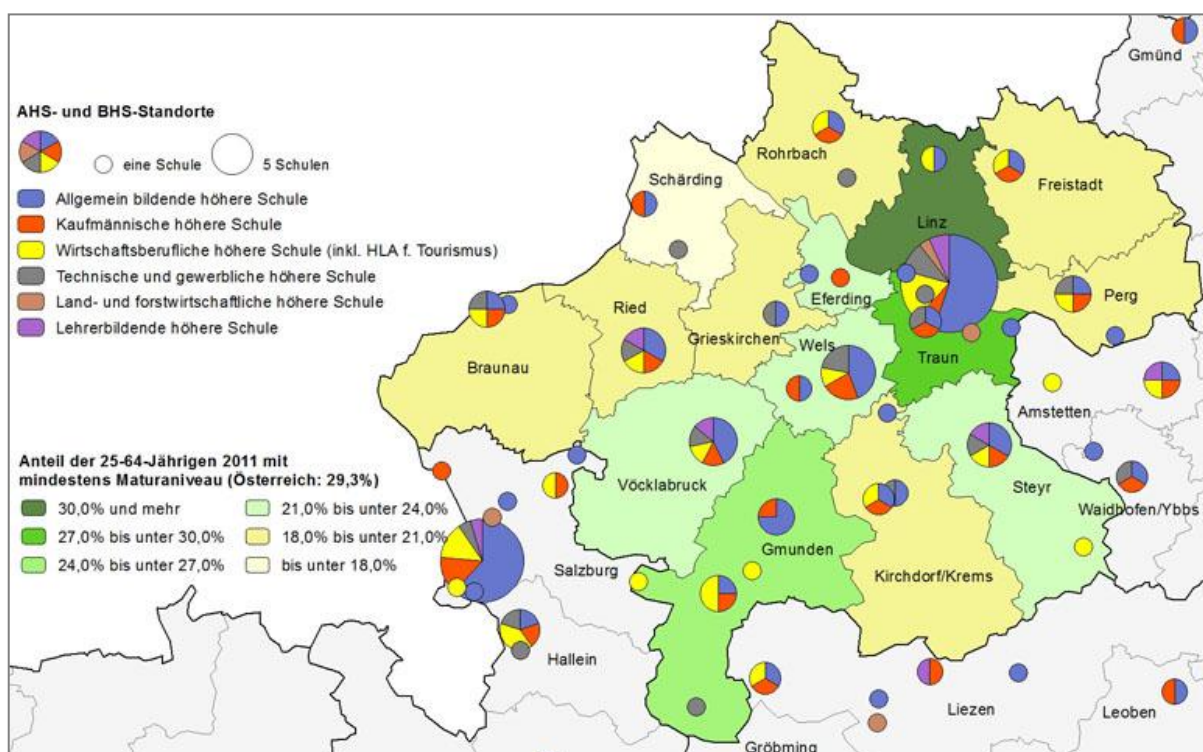 AHS- und BHS-Standorte
eine Schule
5 Schulen
Allgemein bildende höhere Schule
Kaufmännische höhere Schule
Wirtschaftsberufliche höhere Schule (inkl. HLA f. Tourismus)
Technische und gewerbliche höhere Schule
Land- und forstwirtschaftliche höhere Schule
Lehrerbildende höhere Schule
Gmünd
Rohrbach
Freistadt
Schärding
Linz
Eferding
Perg
Ried
Grieskirchen
Wels
Traun
Braunau
Amstetten
Vöcklabruck
Steyr
Waidhofen/Ybbs
Gmunden
Kirchdorf/Krems
Salzburg
Hallein
Liezen
Leoben
Gröbming
Anteil der 25-64-Jährigen 2011 mit
mindestens Maturaniveau (Österreich: 29,3%)
30,0% und mehr
21,0% bis unter 24,0%
27,0% bis unter 30,0%
18,0% bis unter 21,0%
24,0% bis unter 27,0%
bis unter 18,0%